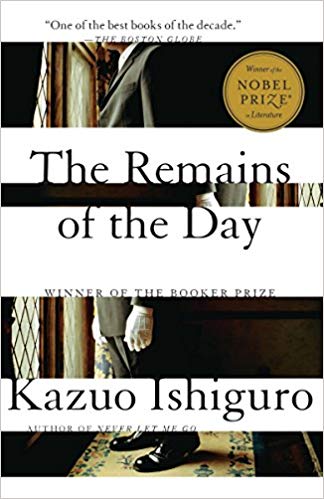 “One of the best books of the decade.”
—THE BOSTON GLOBE
Winner of the
NOBEL
PRIZE®
in Literature
The Remains
of the Day
WINNER OF THE BOOKER PRIZE
Kazuo Ishiguro
AUTHOR OF NEVER LET ME GO